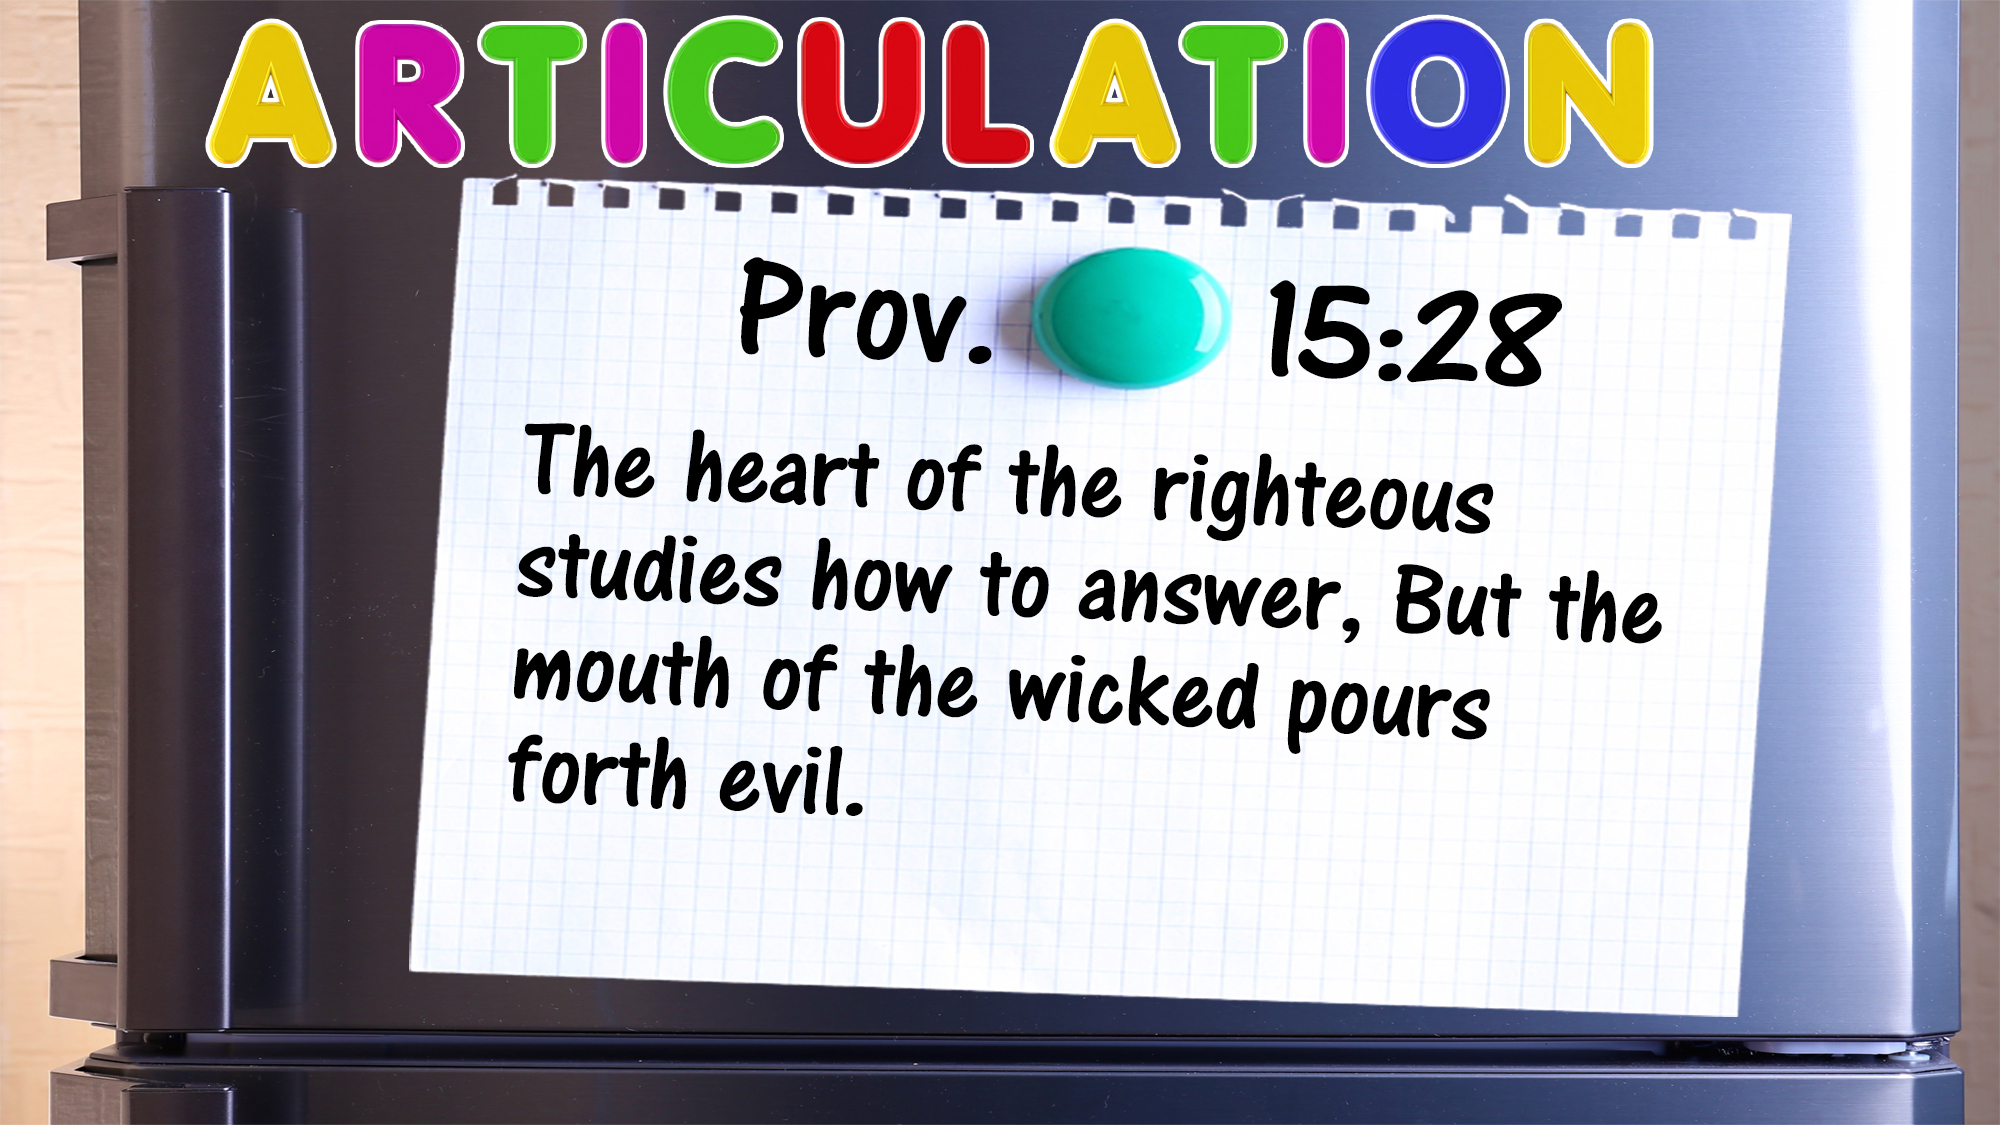 ARTICULATION
Prov. 15:28
The heart of the righteous
studies how to answer, But the
mouth of the wicked pours
forth evil.